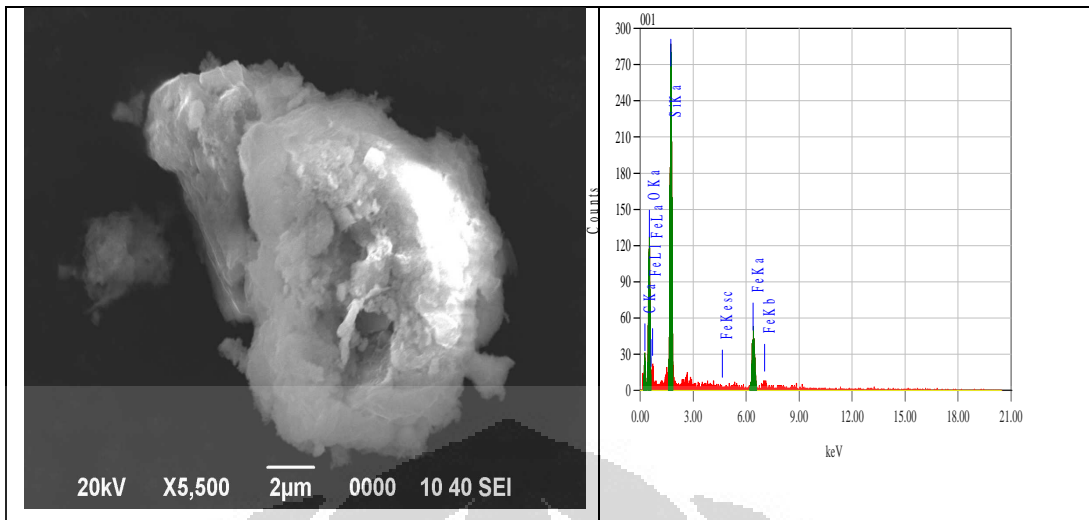 20kV X5,500 2µm 0000 10 40 SEI
001
Counts
300
270
240
210
180
150
120
90
60
30
0
CKa
FeLl
FeLa
OKa
SiKa
FeKesc
FeKa
FeKb
0.00 3.00 6.00 9.00 12.00 15.00 18.00 21.00
keV